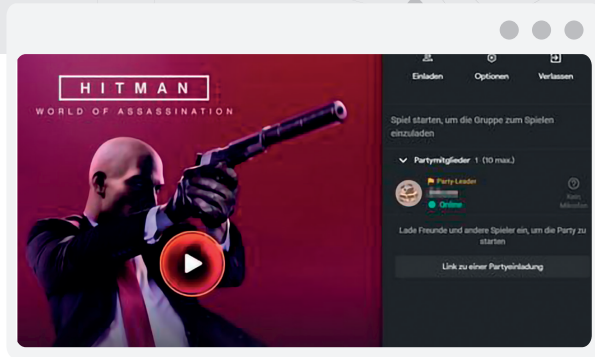 HITMAN
WORLD OF ASSASSINATION
Einladen
Optionen
Verlassen
Spiel starten, um die Gruppe zum Spielen
einzuladen
Partymitglieder 1 (10 max.)
Party-Leader
Online
Kein
Mikrofon
Lade Freunde und andere Spieler ein, um die Party zu
starten
Link zu einer Partyeinladung